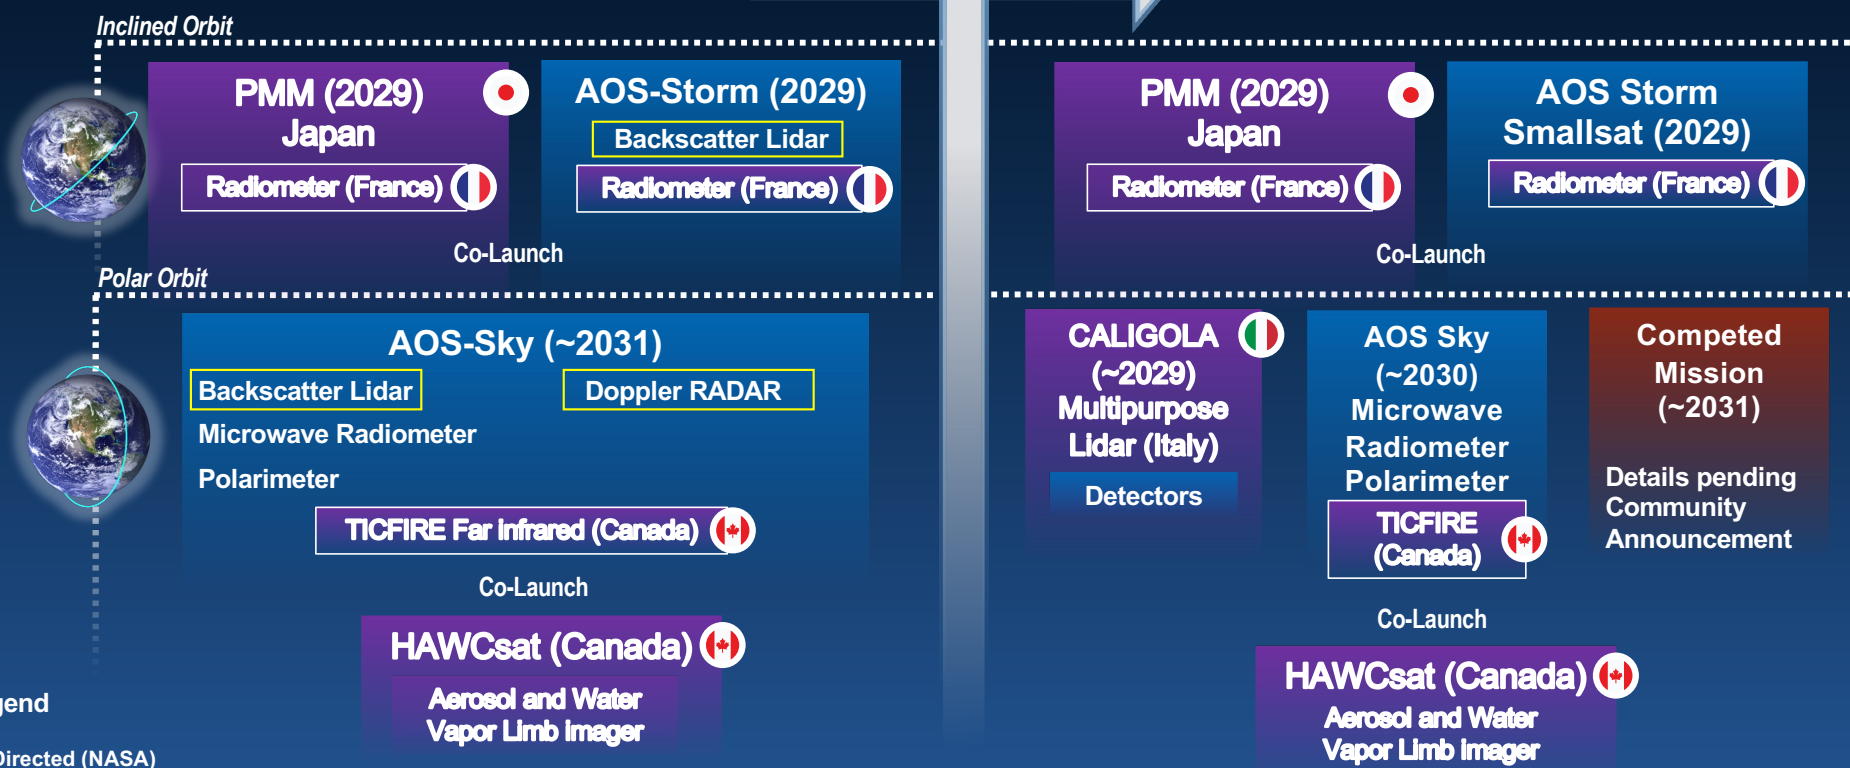 Inclined Orbit
PMM (2029)
Japan
Radiometer (France)
AOS-Storm (2029)
Backscatter Lidar
Radiometer (France)
Co-Launch
Polar Orbit
AOS-Sky (~2031)
Backscatter Lidar
Doppler RADAR
Microwave Radiometer
Polarimeter
TICFIRE Far infrared (Canada)
Co-Launch
HAWCsat (Canada)
Aerosol and Water
Vapor Limb imager
gend
Directed (NASA)
PMM (2029)
Japan
Radiometer (France)
AOS Storm
Smallsat (2029)
Radiometer (France)
Co-Launch
CALIGOLA
(~2029)
Multipurpose
Lidar (Italy)
Detectors
AOS Sky
(~2030)
Microwave
Radiometer
Polarimeter
TICFIRE
(Canada)
Competed
Mission
(~2031)
Details pending
Community
Announcement
Co-Launch
HAWCsat (Canada)
Aerosol and Water
Vapor Limb imager